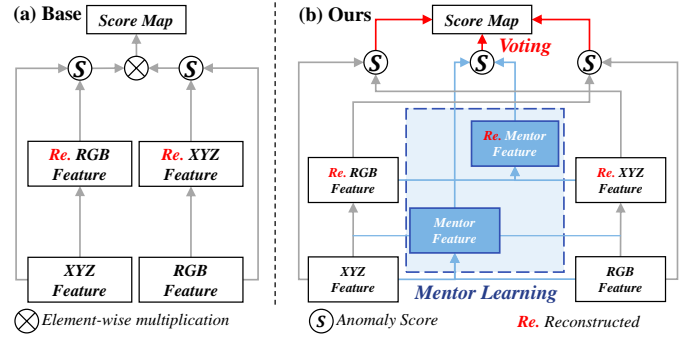 (a) Base
Score Map
S
S
Re. RGB
Feature
Re. XYZ
Feature
XYZ
Feature
RGB
Feature
Element-wise multiplication
(b) Ours
Score Map
Voting
S
S
S
Re. Mentor
Feature
Re. RGB
Feature
Re. XYZ
Feature
Mentor
Feature
XYZ
Feature
RGB
Feature
Mentor Learning
S Anomaly Score
Re. Reconstructed